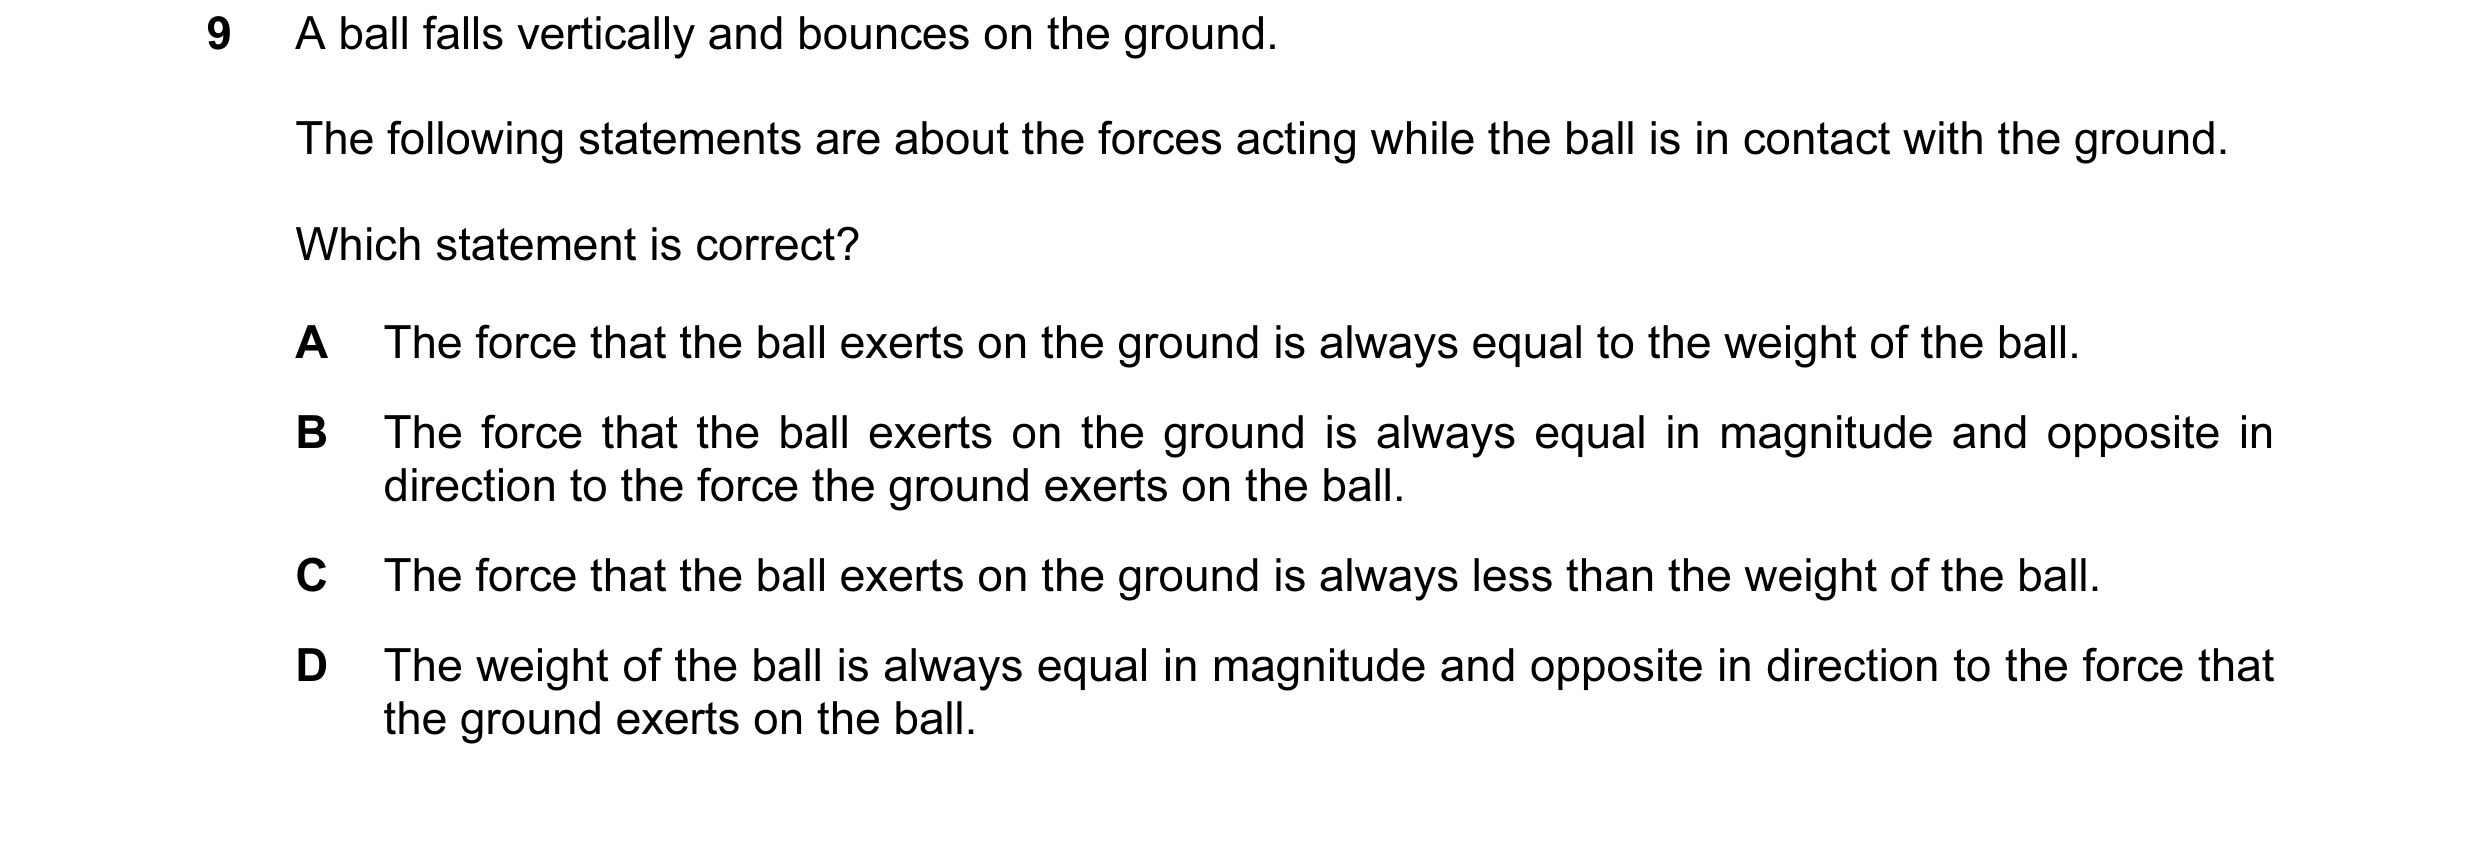 9 A ball falls vertically and bounces on the ground.
The following statements are about the forces acting while the ball is in contact with the ground.
Which statement is correct?
A The force that the ball exerts on the ground is always equal to the weight of the ball.
B The force that the ball exerts on the ground is always equal in magnitude and opposite in
direction to the force the ground exerts on the ball.
C The force that the ball exerts on the ground is always less than the weight of the ball.
D The weight of the ball is always equal in magnitude and opposite in direction to the force that
the ground exerts on the ball.